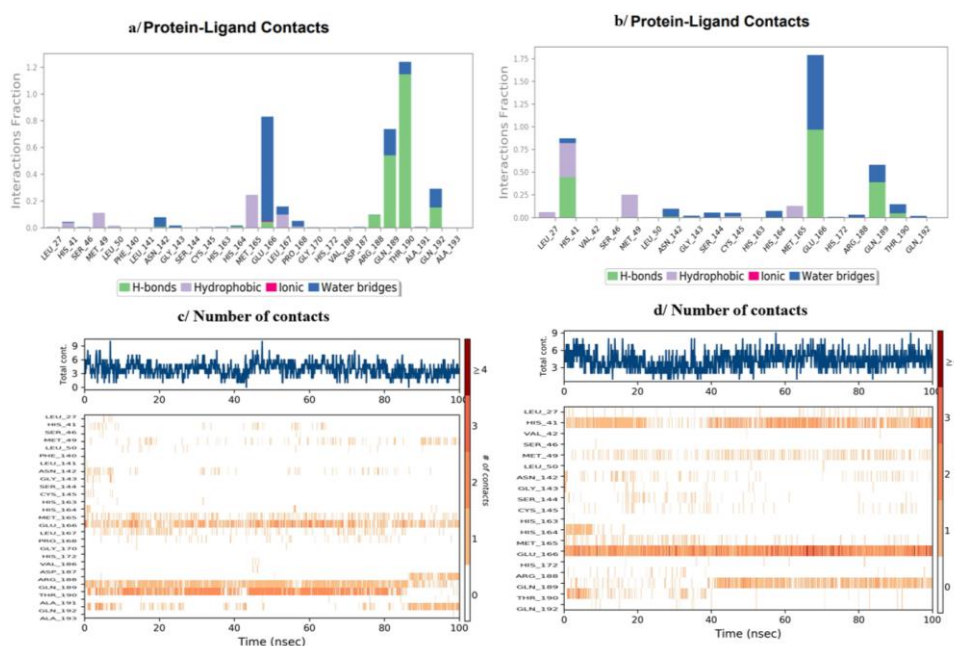 a/ Protein-Ligand Contacts
Interactions Fraction
1.2
1.0
0.8
0.6
0.4
0.2
0.0
LEU_27
HIS_41
SER_46
MET_49
LEU_50
PHE_140
LEU_141
ASN_142
GLY_143
SER_144
CYS_145
HIS_163
HIS_164
MET_165
GLU_166
LEU_167
PRO_168
GLY_170
HIS_172
VAL_186
ASP_187
ARG_188
GLN_189
THR_190
ALA_191
GLN_192
ALA_193
H-bonds Hydrophobic Ionic Water bridges
b/ Protein-Ligand Contacts
Interactions Fraction
1.75
1.50
1.25
1.00
0.75
0.50
0.25
0.00
LEU_27
HIS_41
VAL_42
SER_46
MET_49
LEU_50
ASN_142
GLY_143
SER_144
CYS_145
HIS_163
HIS_164
MET_165
GLU_166
HIS_172
ARG_188
GLN_189
THR_190
GLN_192
H-bonds Hydrophobic Ionic Water bridges
c/ Number of contacts
Total cont.
9
6
3
0
0 20 40 60 80 100
LEU_27
HIS_41
SER_46
MET_49
LEU_50
PHE_140
LEU_141
ASN_142
GLY_143
SER_144
CYS_145
HIS_163
HIS_164
MET_165
GLU_166
LEU_167
PRO_168
GLY_170
HIS_172
VAL_186
ASP_187
ARG_188
GLN_189
THR_190
ALA_191
GLN_192
ALA_193
0 20 40 60 80 100
Time (nsec)
≥4
3
2
1
0
# of contacts
d/ Number of contacts
Total cont.
9
6
3
0 20 40 60 80 100
LEU_27
HIS_41
VAL_42
SER_46
MET_49
LEU_50
ASN_142
GLY_143
SER_144
CYS_145
HIS_163
HIS_164
MET_165
GLU_166
HIS_172
ARG_188
GLN_189
THR_190
GLN_192
0 20 40 60 80 100
Time (nsec)
3
2
1
0